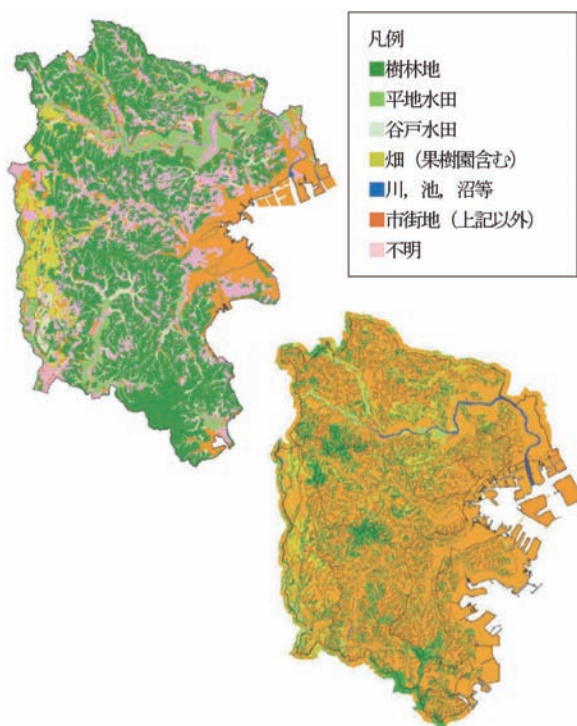 凡例
樹林地
平地水田
谷戸水田
畑（果樹園含む）
川，池，沼等
市街地（上記以外）
不明